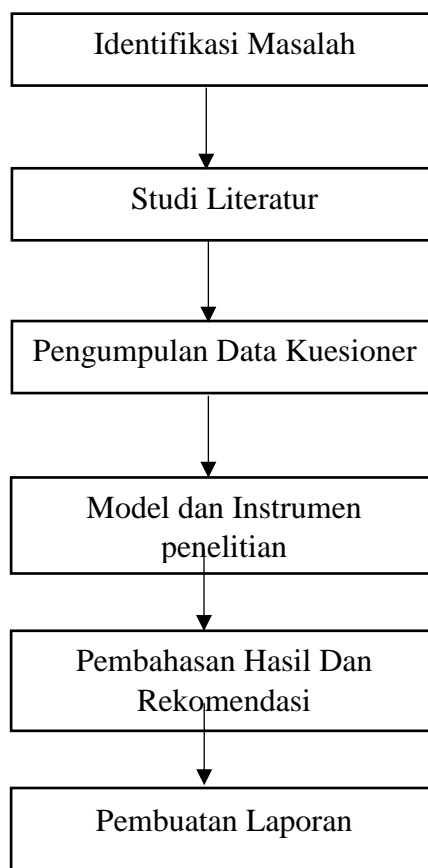 Identifikasi Masalah
Studi Literatur
Pengumpulan Data Kuesioner
Model dan Instrumen
penelitian
Pembahasan Hasil Dan
Rekomendasi
Pembuatan Laporan